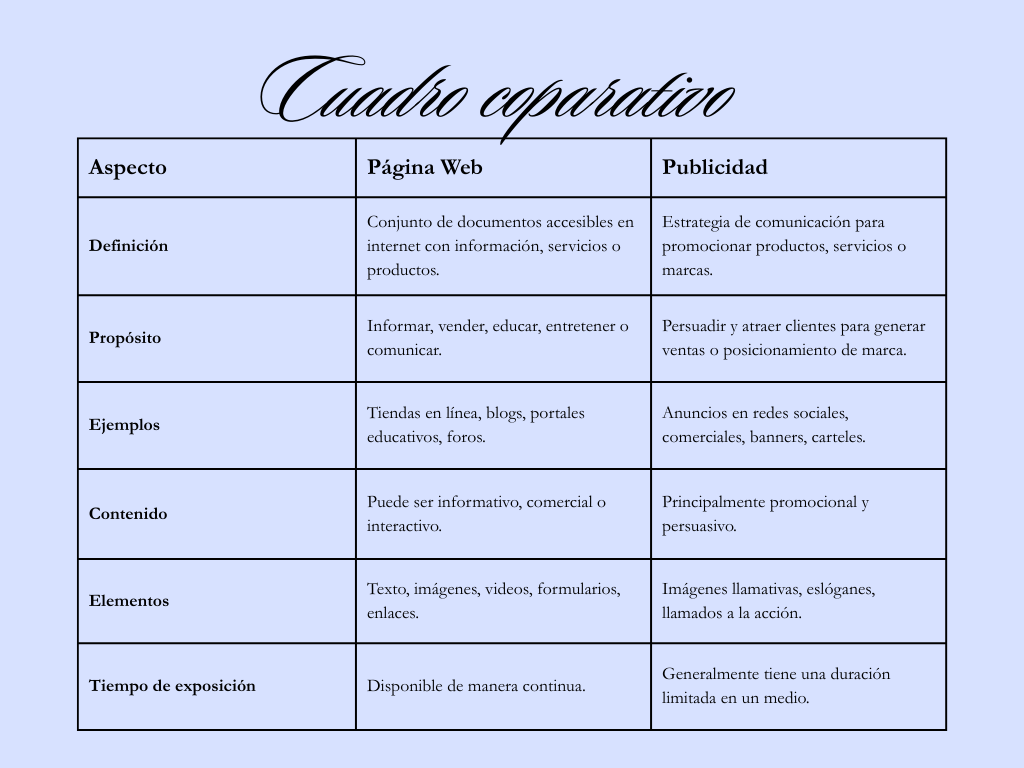 Cuadro coparativo
Aspecto
Página Web
Publicidad
Definición
Conjunto de documentos accesibles en
internet con información, servicios o
productos.
Estrategia de comunicación para
promocionar productos, servicios o
marcas.
Propósito
Informar, vender, educar, entretener o
comunicar.
Persuadir y atraer clientes para generar
ventas o posicionamiento de marca.
Ejemplos
Tiendas en línea, blogs, portales
educativos, foros.
Anuncios en redes sociales,
comerciales, banners, carteles.
Contenido
Puede ser informativo, comercial o
interactivo.
Principalmente promocional y
persuasivo.
Elementos
Texto, imágenes, videos, formularios,
enlaces.
Imágenes llamativas, eslóganes,
llamados a la acción.
Tiempo de exposición
Disponible de manera continua.
Generalmente tiene una duración
limitada en un medio.